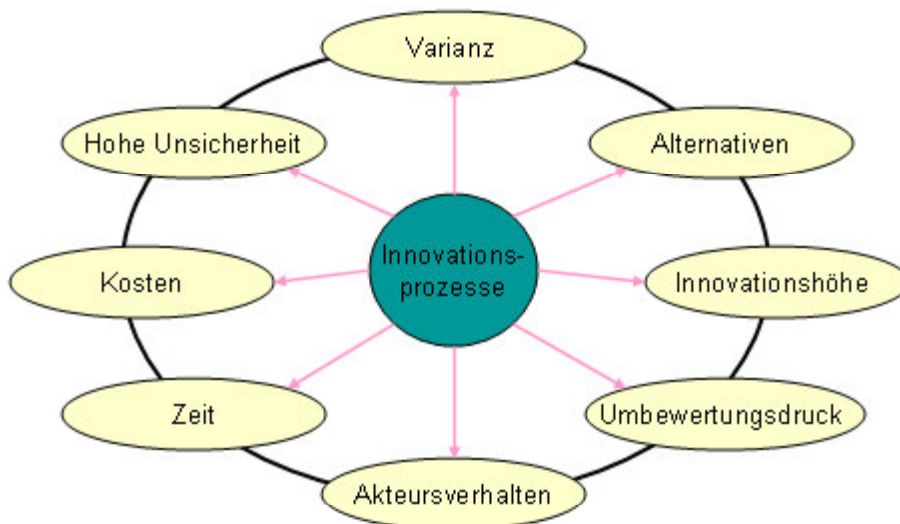 Varianz
Hohe Unsicherheit
Alternativen
Innovations-
prozesse
Kosten
Innovationshöhe
Zeit
Umbewertungsdruck
Akteursverhalten